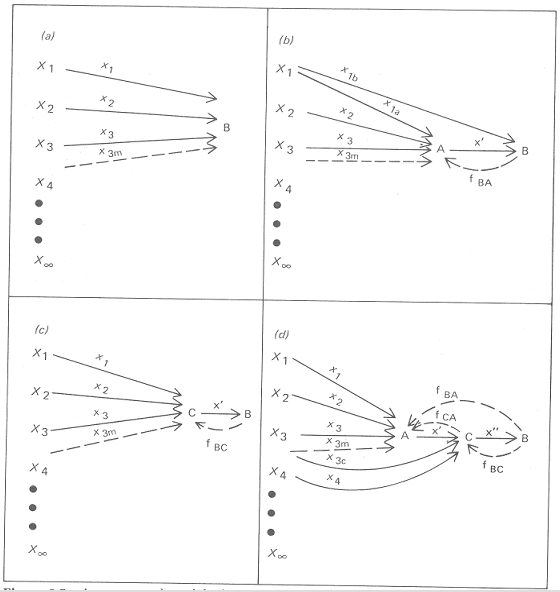 (a)
X1
x1
X2
x2
X3
x3
x3m
B
X4
X∞
(b)
X1
x1b
x1a
X2
x2
X3
x3
x3m
A
x'
B
fBA
X4
X∞
(c)
X1
x1
X2
x2
X3
x3
x3m
C
x'
B
fBC
X4
X∞
(d)
X1
x1
X2
x2
X3
x3
x3m
A
x'
C
x''
B
fBA
fCA
fBC
x3c
X4
x4
X∞